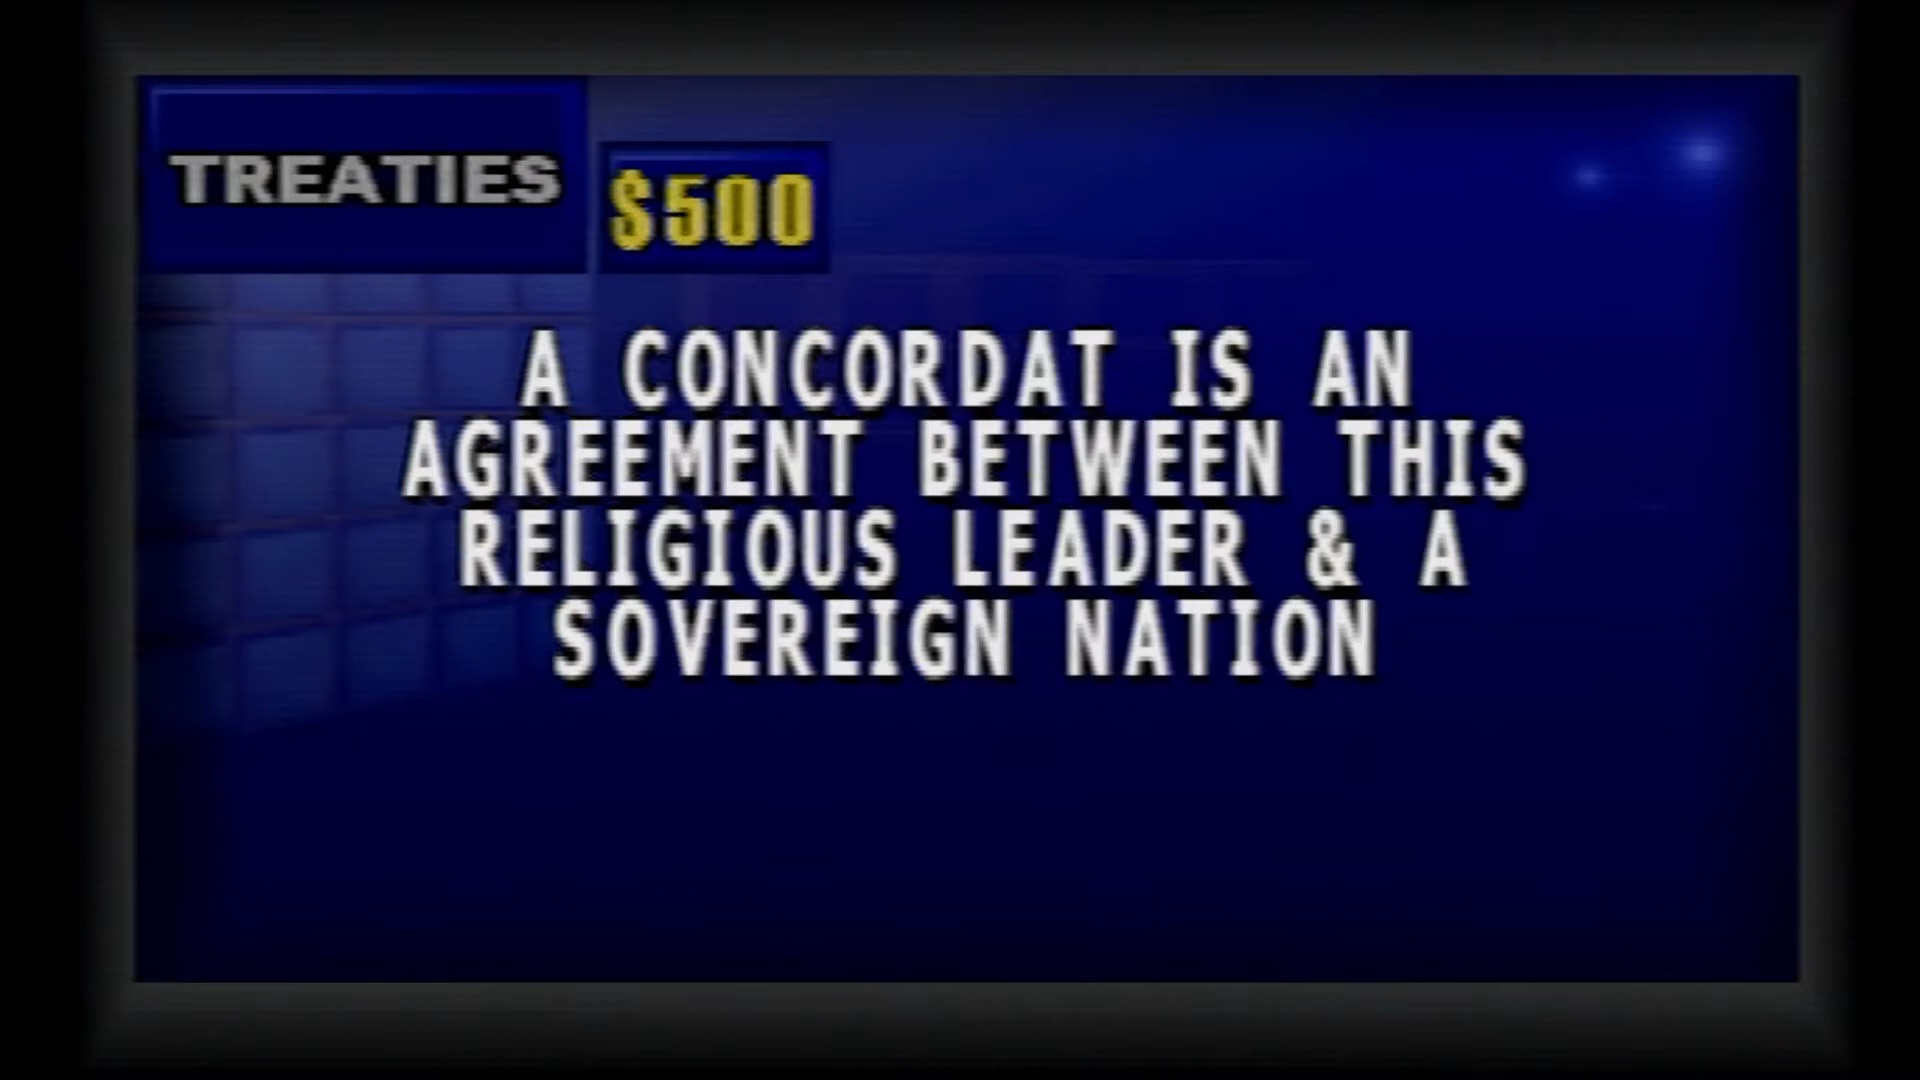 TREATIES
$500
A CONCORDAT IS AN
AGREEMENT BETWEEN THIS
RELIGIOUS LEADER & A
SOVEREIGN NATION